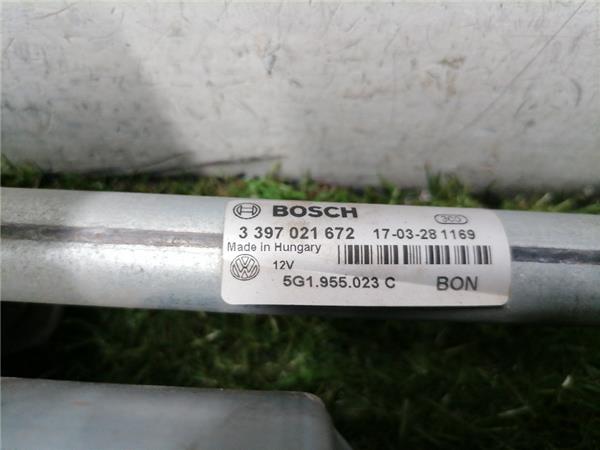 BOSCH
3 397 021 672 17-03-28 1169
Made in Hungary
12V
5G1.955.023 C BON